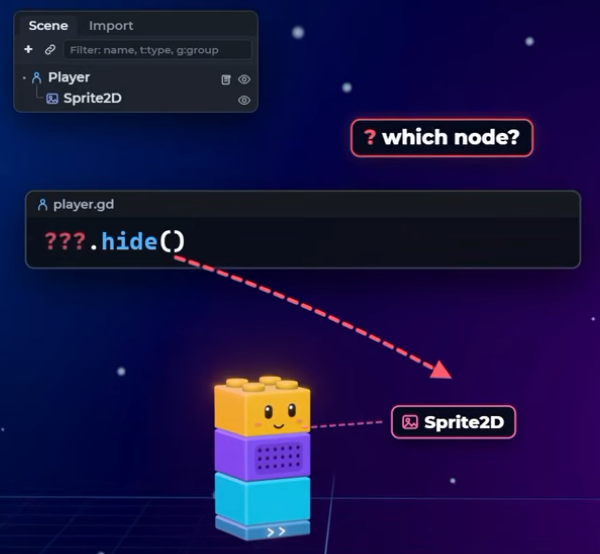 Scene Import
Filter: name, t:type, g:group
Player
Sprite2D
? which node?
player.gd
???.hide()
Sprite2D